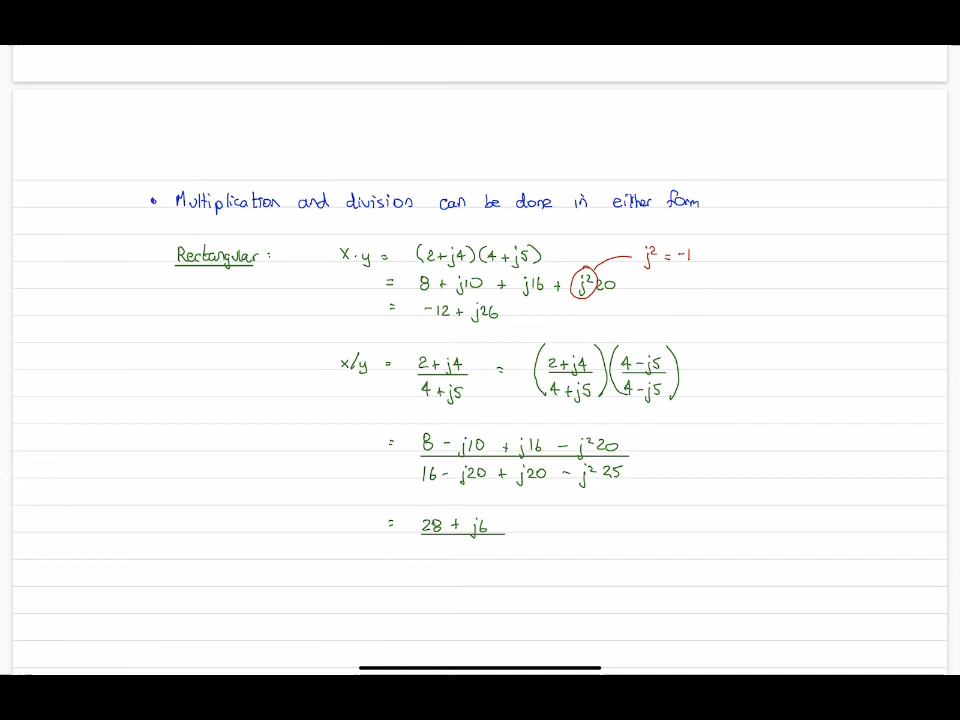 • Multiplication and division can be done in either form
Rectangular : x · y = (2+j4)(4+j5) j² = -1
= 8 + j10 + j16 + j²20
= -12 + j26
x/y = 2+j4 / 4+j5 = (2+j4 / 4+j5)(4-j5 / 4-j5)
= 8 - j10 + j16 - j²20
16 - j20 + j20 - j²25
= 28 + j6